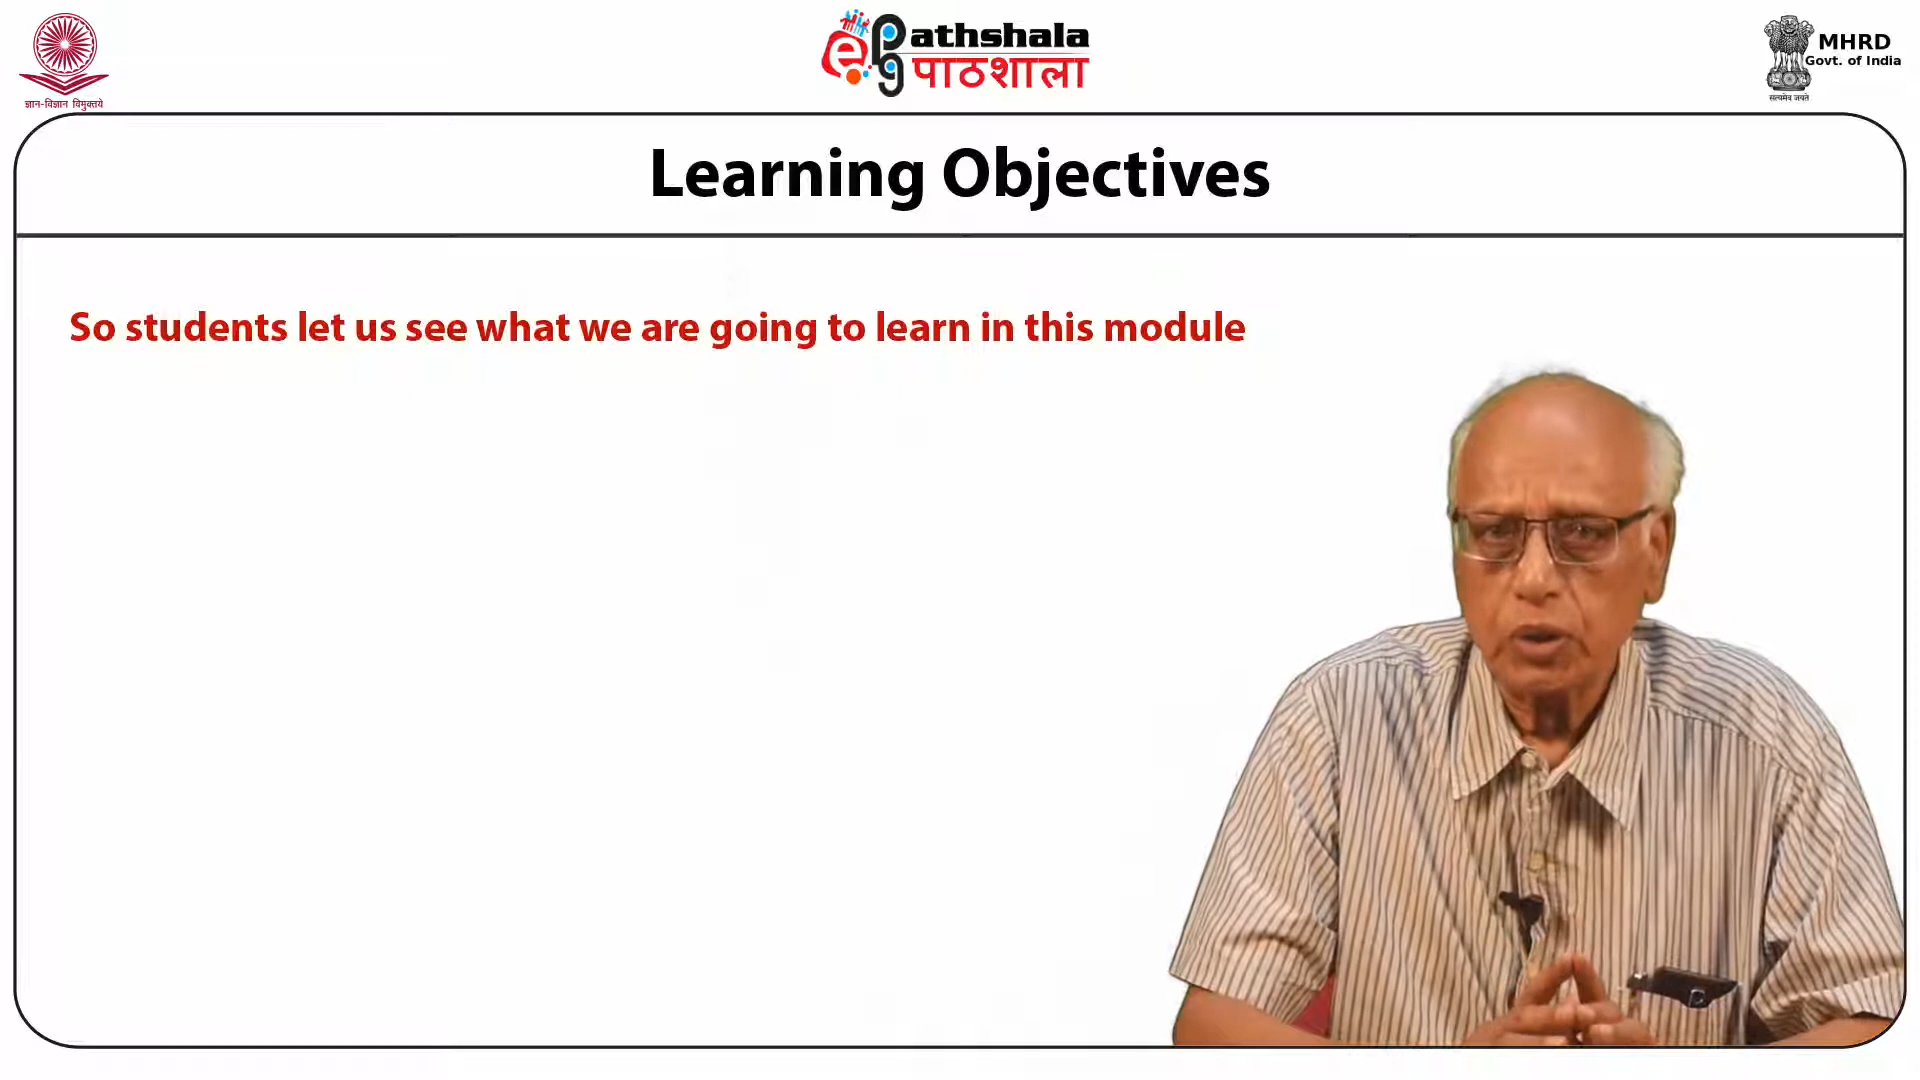 ज्ञान-विज्ञान विमुक्तये
ePathshala
पाठशाला
सत्यमेव जयते
MHRD
Govt. of India
Learning Objectives
So students let us see what we are going to learn in this module